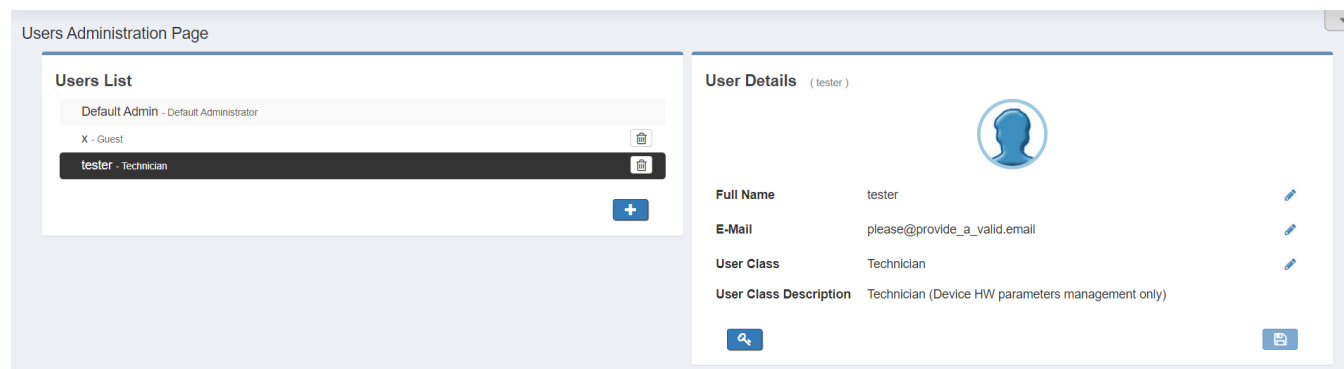 Users Administration Page
Users List
Default Admin - Default Administrator
X - Guest
tester - Technician
User Details ( tester )
Full Name tester
E-Mail please@provide_a_valid.email
User Class Technician
User Class Description Technician (Device HW parameters management only)